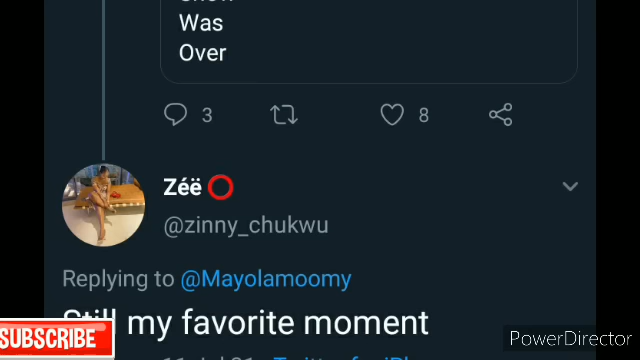 Was
Over
3
8
Zéë
@zinny_chukwu
Replying to @Mayolamoomy
Still my favorite moment
SUBSCRIBE
PowerDirector